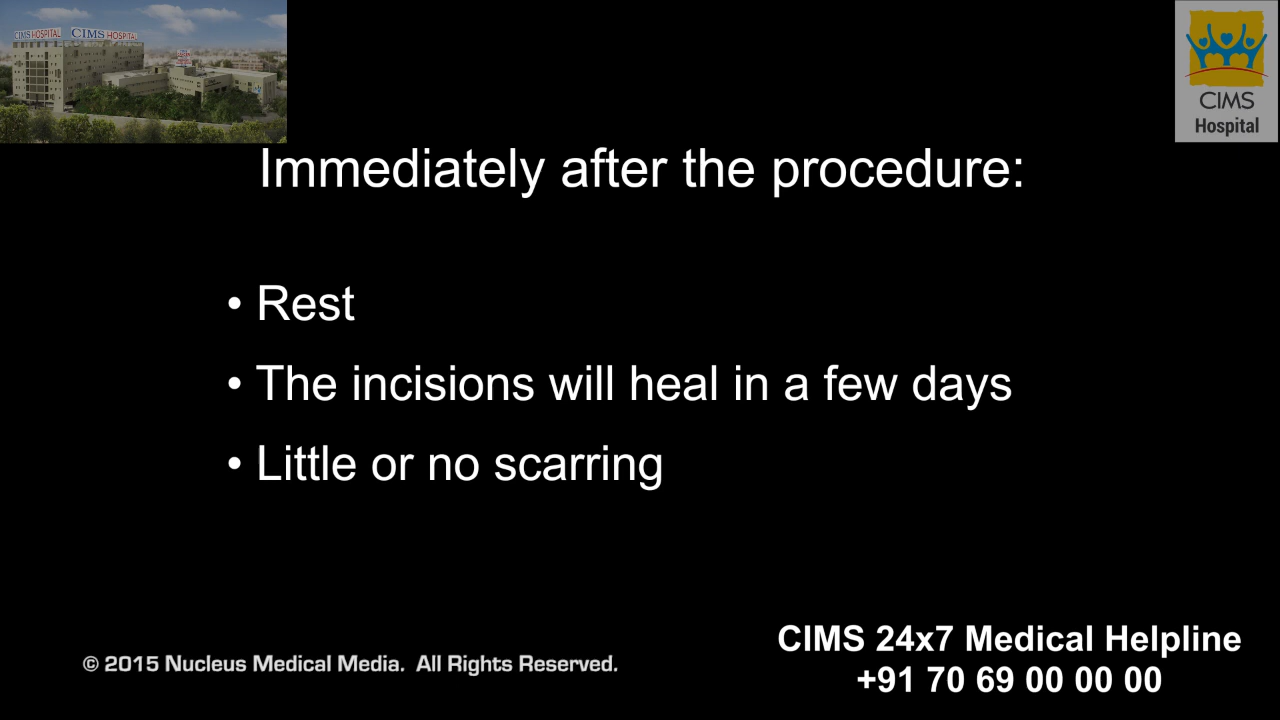 CIMS HOSPITAL CIMS HOSPITAL
CIMS
Hospital
Immediately after the procedure:
• Rest
• The incisions will heal in a few days
• Little or no scarring
© 2015 Nucleus Medical Media. All Rights Reserved.
CIMS 24x7 Medical Helpline
+91 70 69 00 00 00